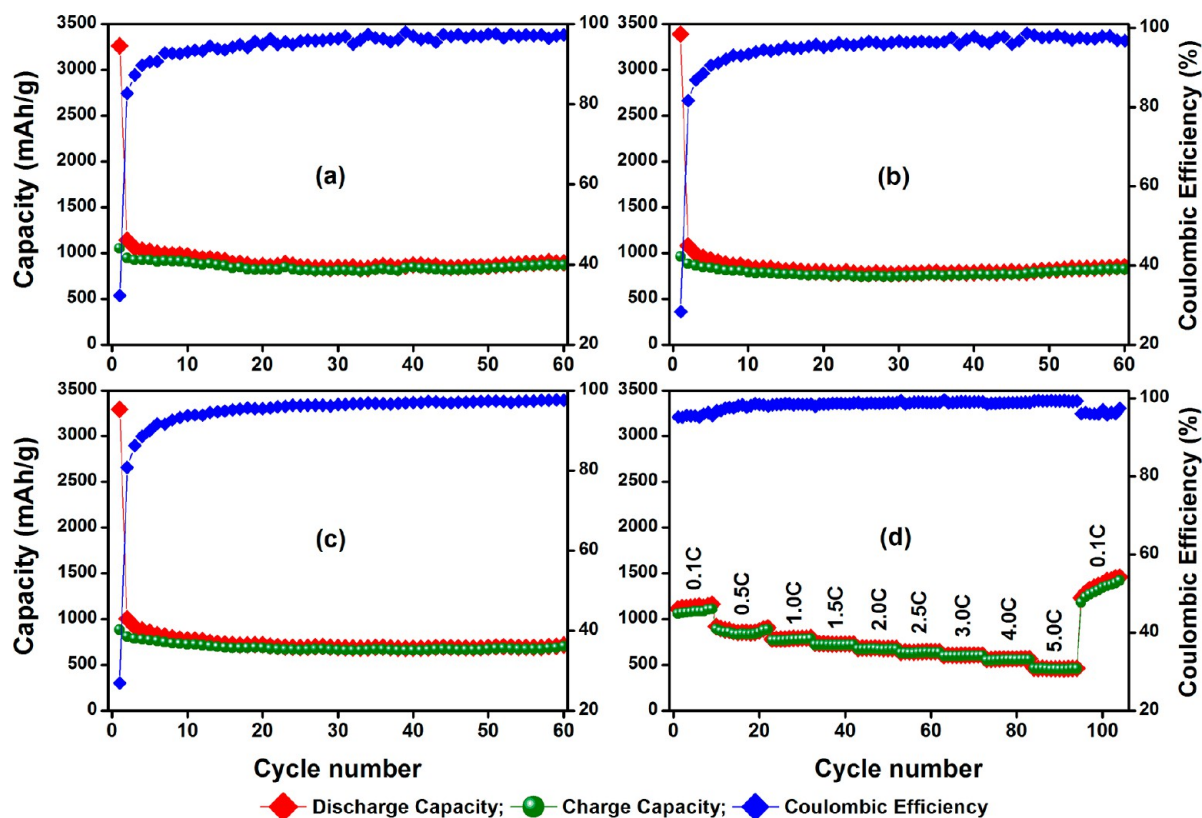 Capacity (mAh/g)
3500
3000
2500
2000
1500
1000
500
0
(a)
100
80
60
40
20
0 10 20 30 40 50 60
3500
3000
2500
2000
1500
1000
500
0
(b)
100
80
60
40
20
Coulombic Efficiency (%)
0 10 20 30 40 50 60
Capacity (mAh/g)
3500
3000
2500
2000
1500
1000
500
0
(c)
100
80
60
40
20
0 10 20 30 40 50 60
Cycle number
3500
3000
2500
2000
1500
1000
500
0
(d)
0.1C
0.5C
1.0C
1.5C
2.0C
2.5C
3.0C
4.0C
5.0C
0.1C
100
80
60
40
20
Coulombic Efficiency (%)
0 20 40 60 80 100
Cycle number
Discharge Capacity; Charge Capacity; Coulombic Efficiency